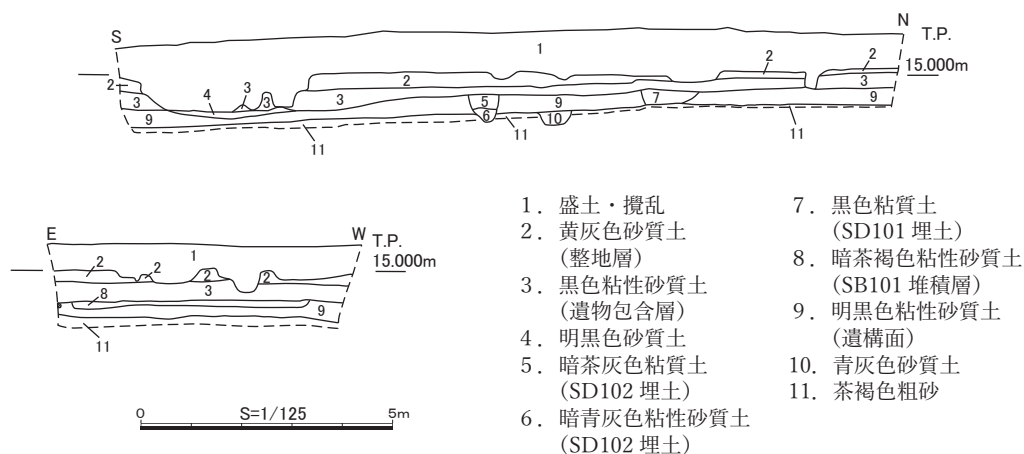 S
N
T.P.
15.000m
1
2
2
2
2
3
3
3
3
3
4
5
6
7
9
9
9
10
11
11
11
E
W
T.P.
15.000m
1
2
2
2
2
3
8
9
11
0
S=1/125
5m
1．盛土・攪乱
2．黄灰色砂質土
(整地層)
3．黒色粘性砂質土
(遺物包含層)
4．明黒色砂質土
5．暗茶灰色粘質土
(SD102 埋土)
6．暗青灰色粘性砂質土
(SD102 埋土)
7．黒色粘質土
(SD101 埋土)
8．暗茶褐色粘性砂質土
(SB101 堆積層)
9．明黒色粘性砂質土
(遺構面)
10．青灰色砂質土
11．茶褐色粗砂